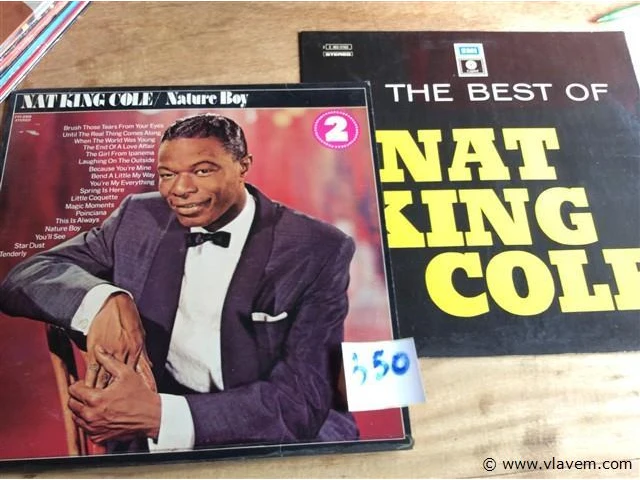 NAT KING COLE / Nature Boy
STEREO
2
Brush Those Tears From Your Eyes
Until The Real Thing Comes Along
When The World Was Young
The End Of A Love Affair
The Girl From Ipanema
Laughing On The Outside
Because You're Mine
Bend A Little My Way
You're My Everything
Spring Is Here
Little Coquette
Magic Moments
Poinciana
This Is Always
Nature Boy
You'll See
Star Dust
Tenderly
350
STEREO
EMI
THE BEST OF
NAT
KING
COLE
© www.vlavem.com